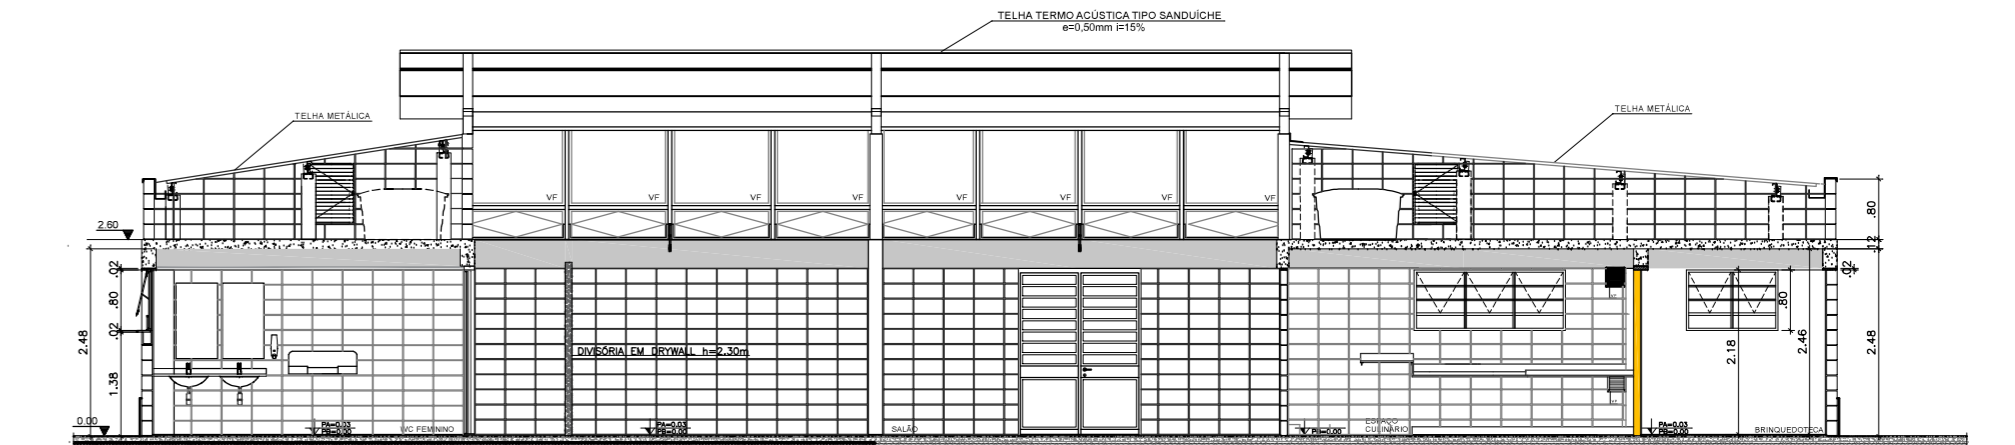 TELHA TERMO ACÚSTICA TIPO SANDUÍCHE
e=0,50mm i=15%
TELHA METÁLICA
TELHA METÁLICA
VF
VF
VF
VF
VF
VF
VF
VF
2.60
.80
.12
.02
.80
.02
2.48
1.38
.02
.80
2.18
2.46
2.48
DIVISÓRIA EM DRYWALL h=2.30m
0.00
PA=0.03
PB=0.00
WC FEMININO
PA=0.03
PB=0.00
SALÃO
ESPAÇO
CULINÁRIO
PA=0.03
PB=0.00
BRINQUEDOTECA